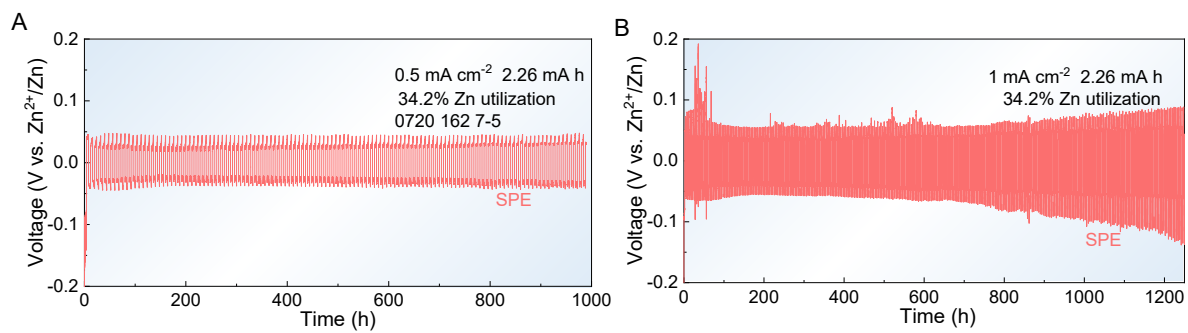 A
0.2
0.1
0.0
-0.1
-0.2
Voltage (V vs. Zn²⁺/Zn)
0.5 mA cm⁻² 2.26 mA h
34.2% Zn utilization
0720 162 7-5
SPE
0
200
400
600
800
1000
Time (h)
B
0.2
0.1
0.0
-0.1
-0.2
Voltage (V vs. Zn²⁺/Zn)
1 mA cm⁻² 2.26 mA h
34.2% Zn utilization
SPE
0
200
400
600
800
1000
1200
Time (h)